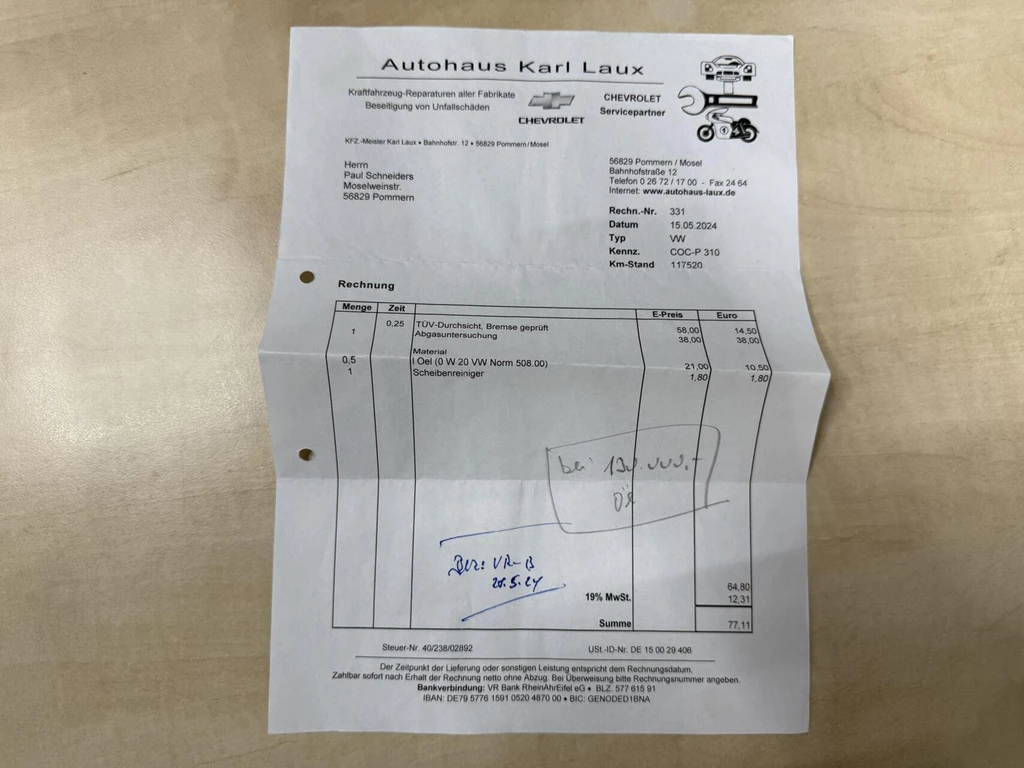 Autohaus Karl Laux
Kraftfahrzeug-Reparaturen aller Fabrikate
Beseitigung von Unfallschäden
CHEVROLET
CHEVROLET
Servicepartner
KFZ.-Meister Karl Laux • Bahnhofstr. 12 • 56829 Pommern/Mosel
Herrn
Paul Schneiders
Moselweinstr.
56829 Pommern
56829 Pommern / Mosel
Bahnhofstraße 12
Telefon 0 26 72 / 17 00 - Fax 24 64
Internet: www.autohaus-laux.de
Rechn.-Nr. 331
Datum 15.05.2024
Typ VW
Kennz. COC-P 310
Km-Stand 117520
Rechnung
Menge Zeit E-Preis Euro
0,25 TÜV-Durchsicht, Bremse geprüft 58,00 14,50
1 Abgasuntersuchung 38,00 38,00
Material
0,5 l Oel (0 W 20 VW Norm 508.00) 21,00 10,50
1 Scheibenreiniger 1,80 1,80
bei
Öl
.5.24
64,80
19% MwSt. 12,31
Summe 77,11
Steuer-Nr. 40/238/02892 USt.-ID-Nr. DE 15 00 29 406
Der Zeitpunkt der Lieferung oder sonstigen Leistung entspricht dem Rechnungsdatum.
Zahlbar sofort nach Erhalt der Rechnung netto ohne Abzug. Bei Überweisung bitte Rechnungsnummer angeben.
Bankverbindung: VR Bank RheinAhrEifel eG • BLZ. 577 615 91
IBAN: DE79 5776 1591 0520 4870 00 • BIC: GENODED1BNA